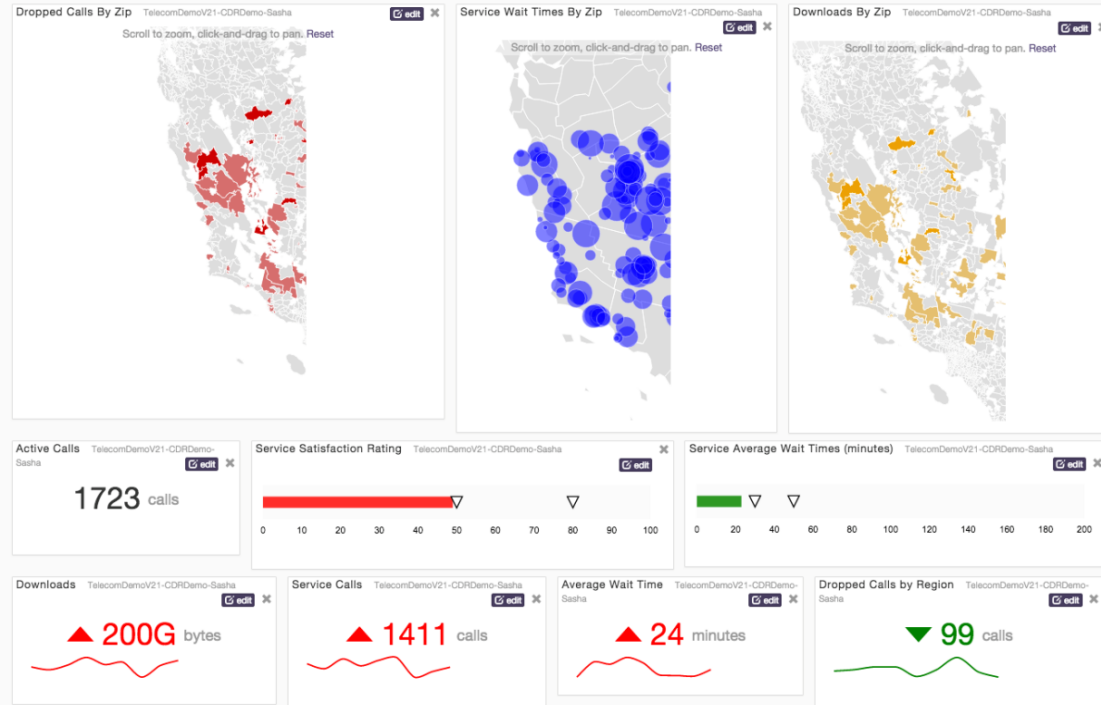 Dropped Calls By Zip TelecomDemoV21-CDRDemo-Sasha edit
Scroll to zoom, click-and-drag to pan. Reset
Service Wait Times By Zip TelecomDemoV21-CDRDemo-Sasha
edit
Scroll to zoom, click-and-drag to pan. Reset
Downloads By Zip TelecomDemoV21-CDRDemo-Sasha
edit
Scroll to zoom, click-and-drag to pan. Reset
Active Calls TelecomDemoV21-CDRDemo-
Sasha edit
1723 calls
Service Satisfaction Rating TelecomDemoV21-CDRDemo-Sasha
edit
0 10 20 30 40 50 60 70 80 90 100
Service Average Wait Times (minutes) TelecomDemoV21-CDRDemo-Sasha
edit
0 20 40 60 80 100 120 140 160 180 200
Downloads TelecomDemoV21-CDRDemo-Sasha
edit
200G bytes
Service Calls TelecomDemoV21-CDRDemo-Sasha
edit
1411 calls
Average Wait Time TelecomDemoV21-CDRDemo-
Sasha edit
24 minutes
Dropped Calls by Region TelecomDemoV21-CDRDemo-
Sasha edit
99 calls